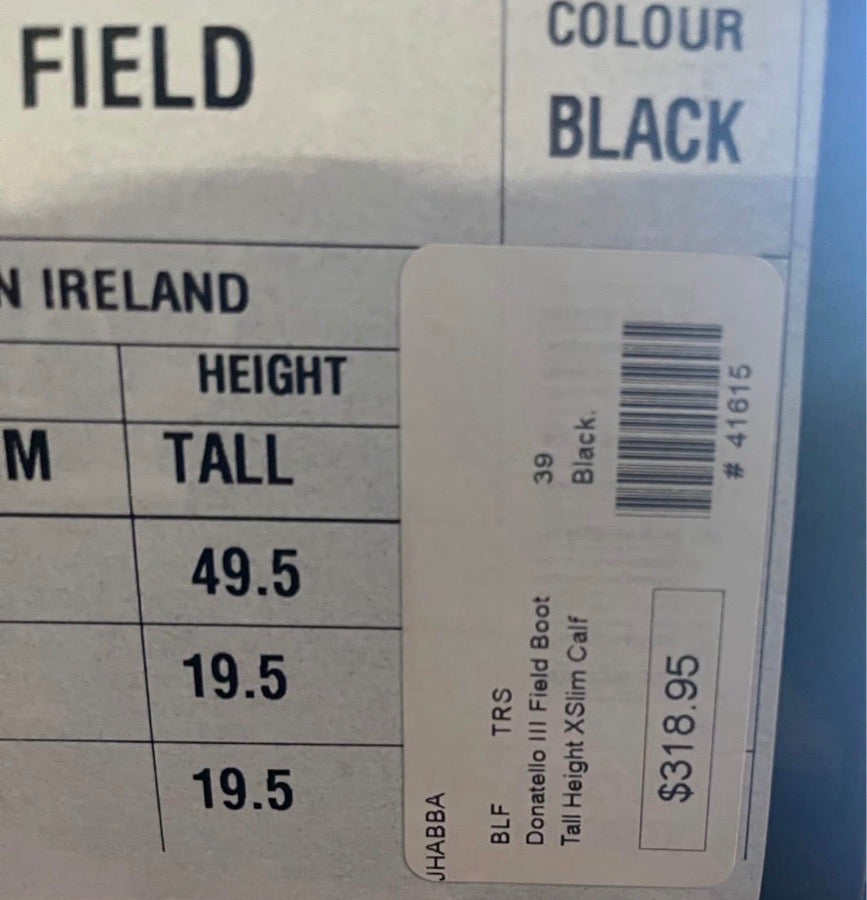 FIELD
COLOUR
BLACK
N IRELAND
HEIGHT
M
TALL
49.5
19.5
19.5
JHABBA
BLF TRS
Donatello III Field Boot 39
Tall Height XSlim Calf Black.
$318.95
# 41615